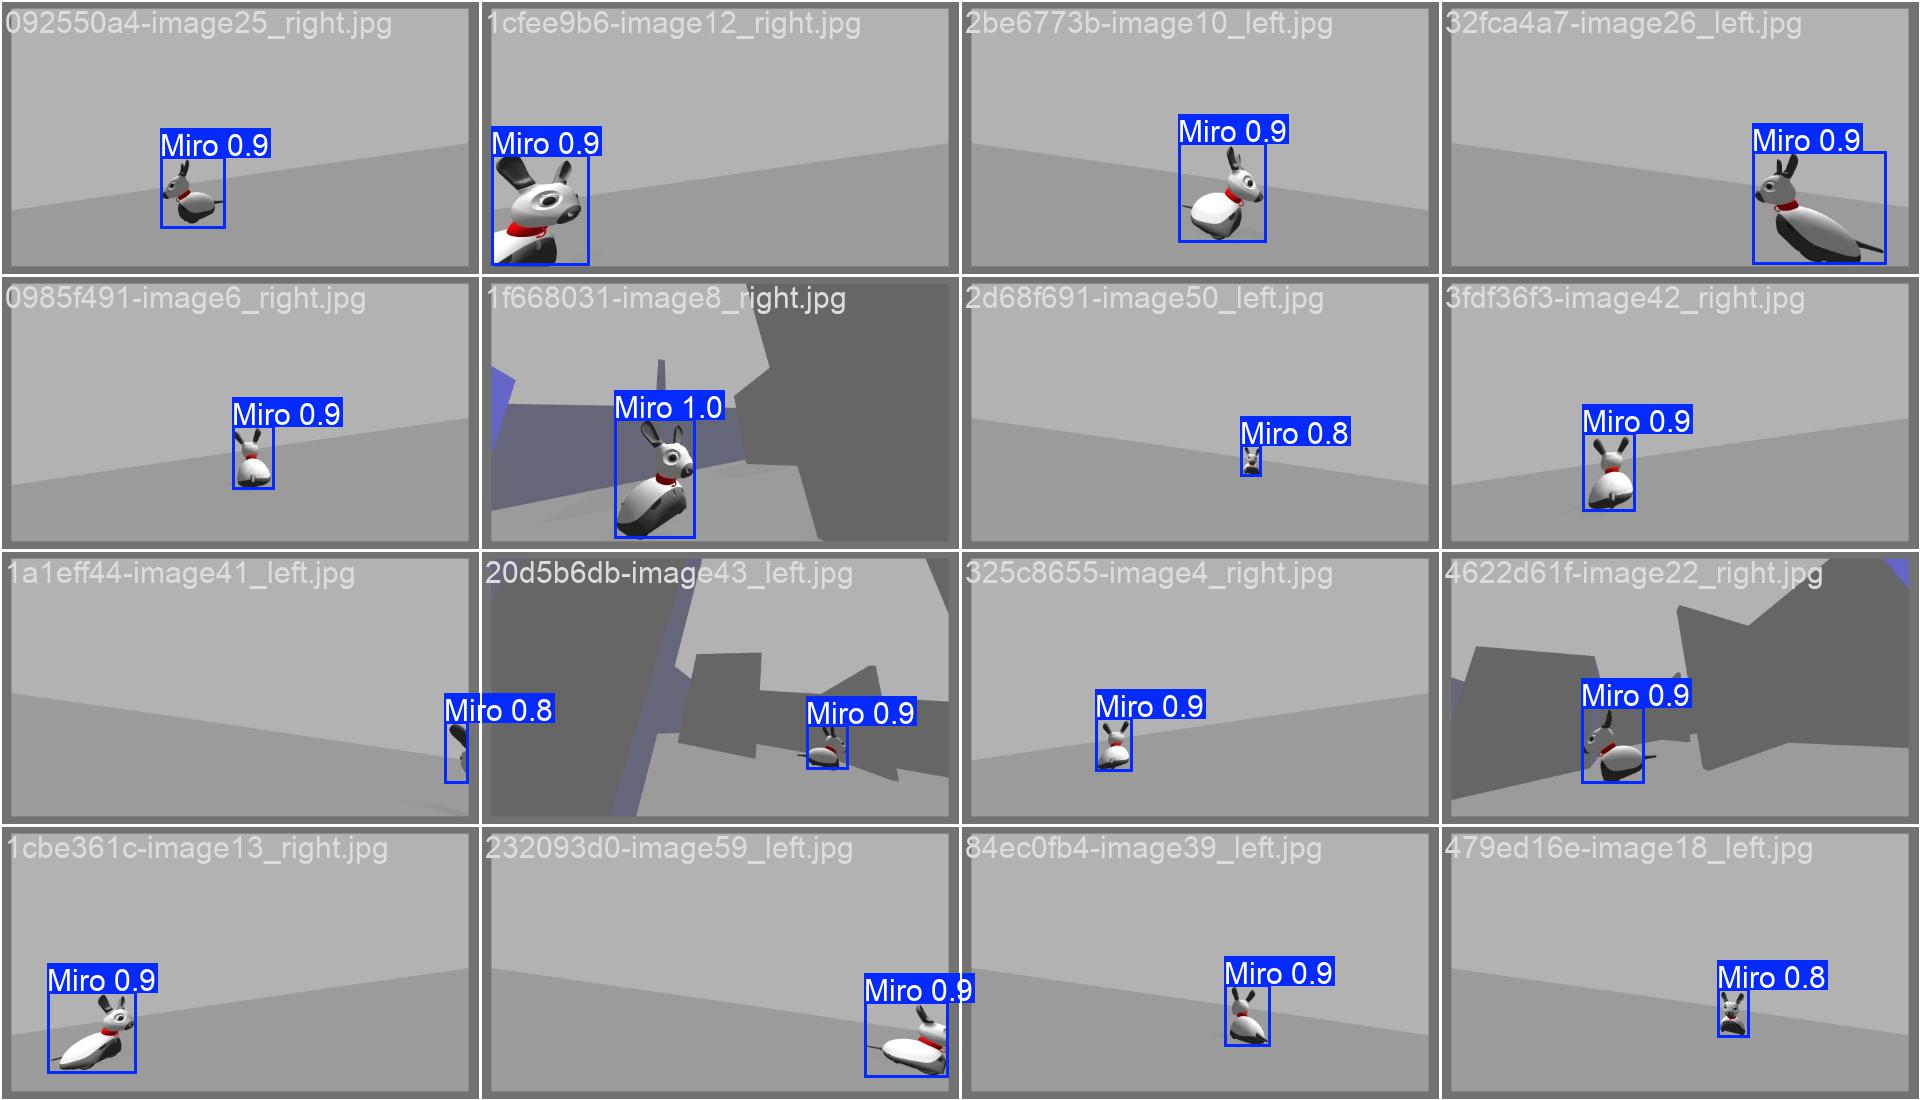 092550a4-image25_right.jpg
Miro 0.9
1cfee9b6-image12_right.jpg
Miro 0.9
2be6773b-image10_left.jpg
Miro 0.9
32fca4a7-image26_left.jpg
Miro 0.9
0985f491-image6_right.jpg
Miro 0.9
1f668031-image8_right.jpg
Miro 1.0
2d68f691-image50_left.jpg
Miro 0.8
3fdf36f3-image42_right.jpg
Miro 0.9
1a1eff44-image41_left.jpg
Miro 0.8
20d5b6db-image43_left.jpg
Miro 0.9
325c8655-image4_right.jpg
Miro 0.9
4622d61f-image22_right.jpg
Miro 0.9
1cbe361c-image13_right.jpg
Miro 0.9
232093d0-image59_left.jpg
Miro 0.9
84ec0fb4-image39_left.jpg
Miro 0.9
479ed16e-image18_left.jpg
Miro 0.8